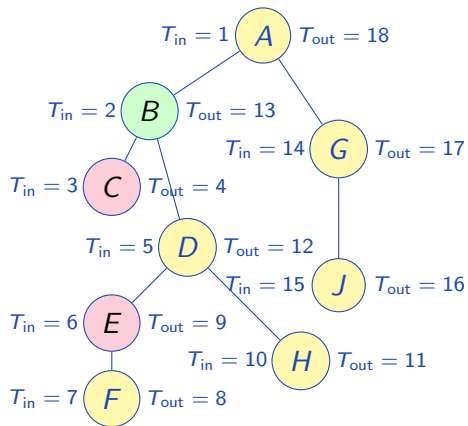 T_in = 1 A T_out = 18
T_in = 2 B T_out = 13
T_in = 14 G T_out = 17
T_in = 3 C T_out = 4
T_in = 5 D T_out = 12
T_in = 15 J T_out = 16
T_in = 6 E T_out = 9
T_in = 10 H T_out = 11
T_in = 7 F T_out = 8